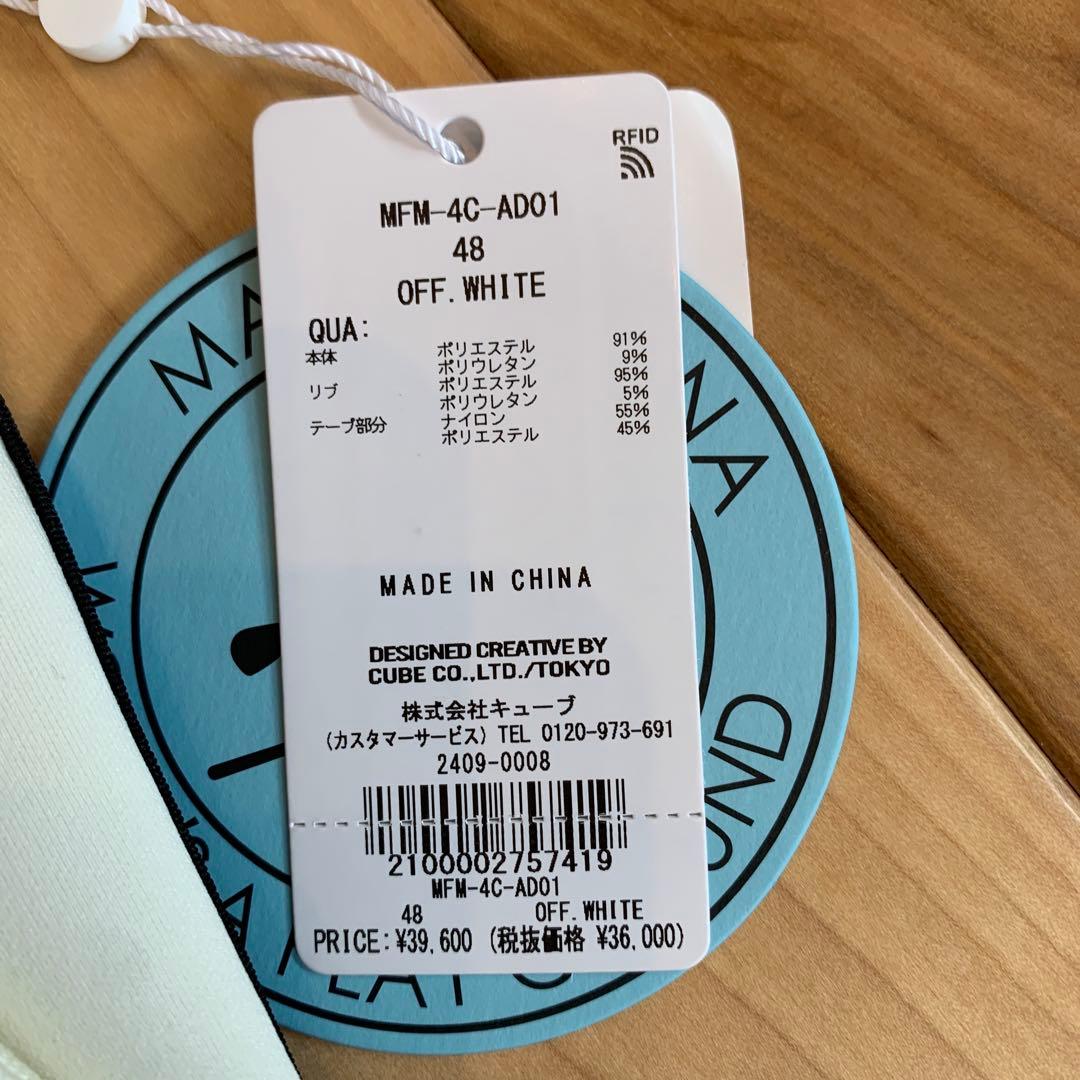 RFID
MFM-4C-AD01
48
OFF.WHITE
QUA:
本体 ポリエステル 91%
ポリウレタン 9%
リブ ポリエステル 95%
ポリウレタン 5%
テープ部分 ナイロン 55%
ポリエステル 45%
MADE IN CHINA
DESIGNED CREATIVE BY
CUBE CO.,LTD./TOKYO
株式会社キューブ
(カスタマーサービス) TEL 0120-973-691
2409-0008
2100002757419
MFM-4C-AD01
48 OFF.WHITE
PRICE:¥39,600 (税抜価格 ¥36,000)